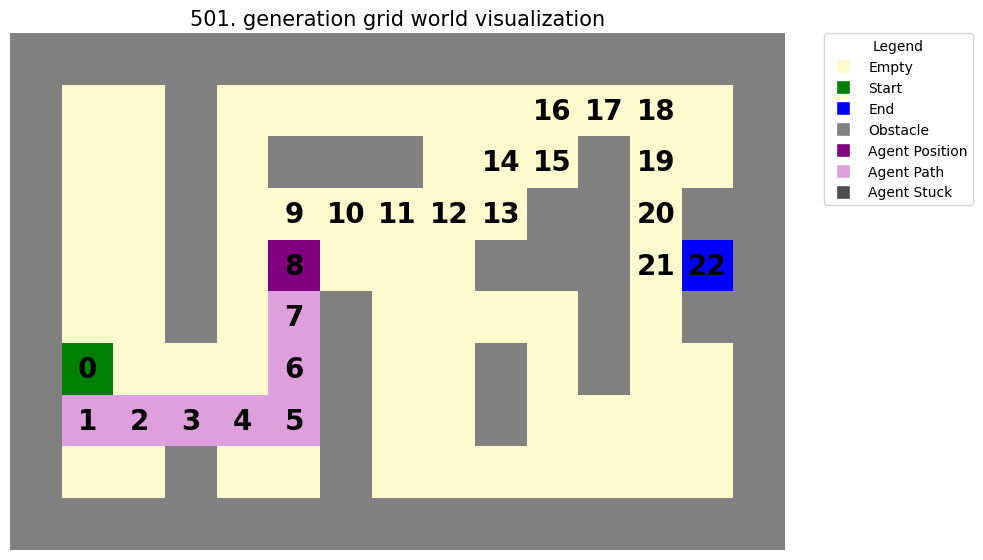 501. generation grid world visualization
Legend
Empty
Start
End
Obstacle
Agent Position
Agent Path
Agent Stuck
16 17 18
14 15 19
9 10 11 12 13 20
8 21 22
7
0 6
1 2 3 4 5